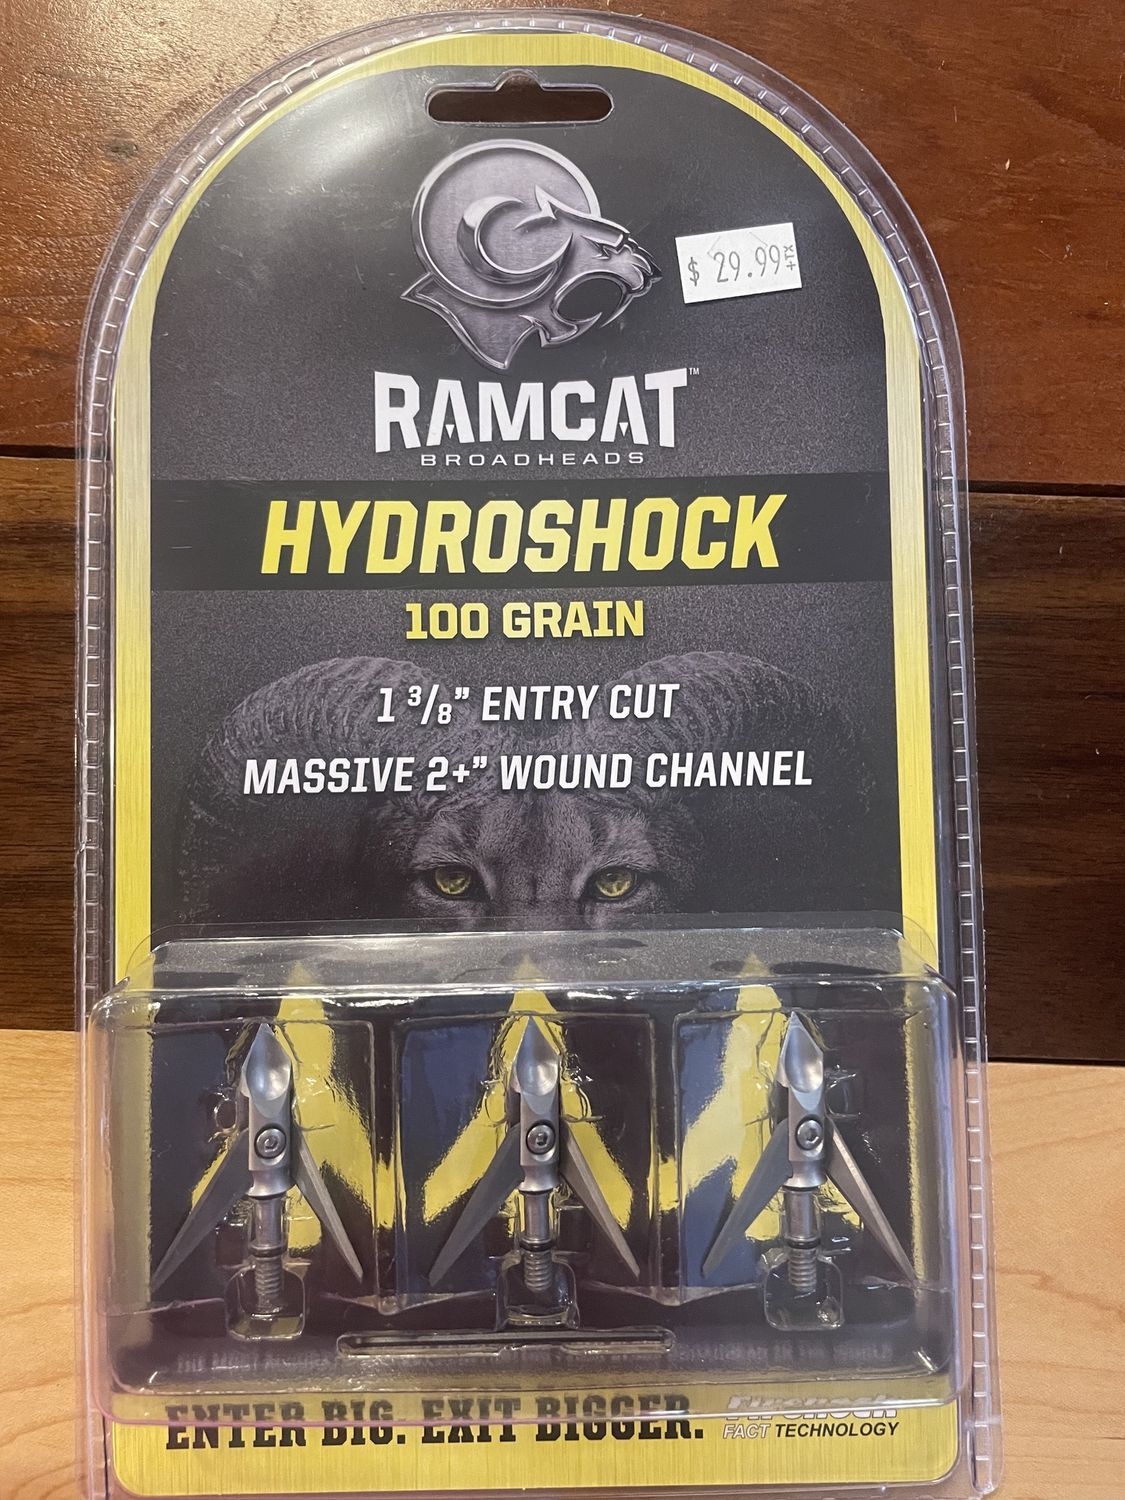 $ 29.99 +TX
RAMCAT™
BROADHEADS
HYDROSHOCK
100 GRAIN
1 3/8” ENTRY CUT
MASSIVE 2+” WOUND CHANNEL
ENTER BIG. EXIT BIGGER.
FACT TECHNOLOGY